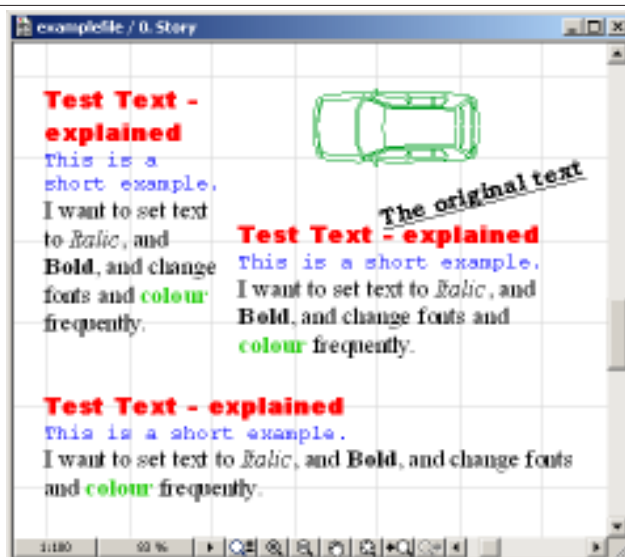 examplefile / 0. Story
Test Text -
explained
This is a
short example.
I want to set text
to Italic, and
Bold, and change
fonts and colour
frequently.
The original text
Test Text - explained
This is a short example.
I want to set text to Italic, and
Bold, and change fonts and
colour frequently.
Test Text - explained
This is a short example.
I want to set text to Italic, and Bold, and change fonts
and colour frequently.
1:100
93 %